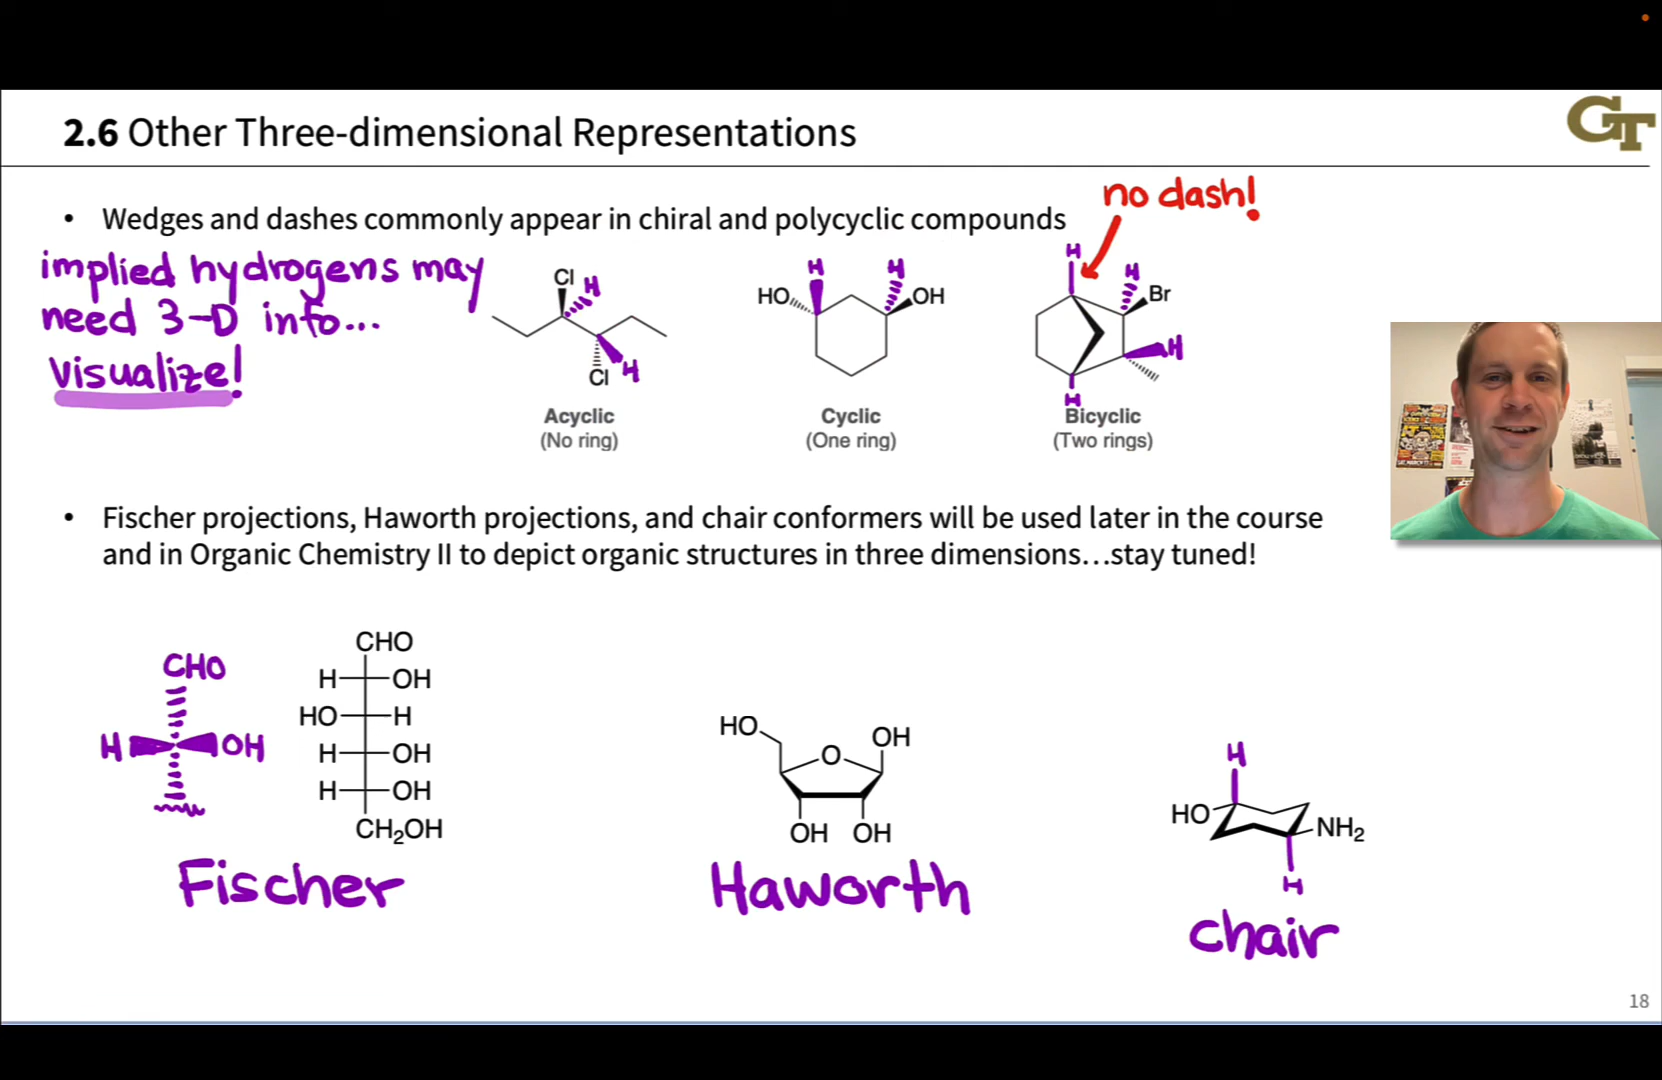 2.6 Other Three-dimensional Representations
GT
no dash!
• Wedges and dashes commonly appear in chiral and polycyclic compounds
implied hydrogens may
need 3-D info...
visualize!
Cl H
Cl H
Acyclic
(No ring)
H H
HO OH
Cyclic
(One ring)
H H
Br
H
H
Bicyclic
(Two rings)
• Fischer projections, Haworth projections, and chair conformers will be used later in the course
and in Organic Chemistry II to depict organic structures in three dimensions...stay tuned!
CHO
H OH
CHO
H OH
HO H
H OH
H OH
CH₂OH
Fischer
HO
O OH
OH OH
Haworth
H
HO
NH₂
H
chair
18